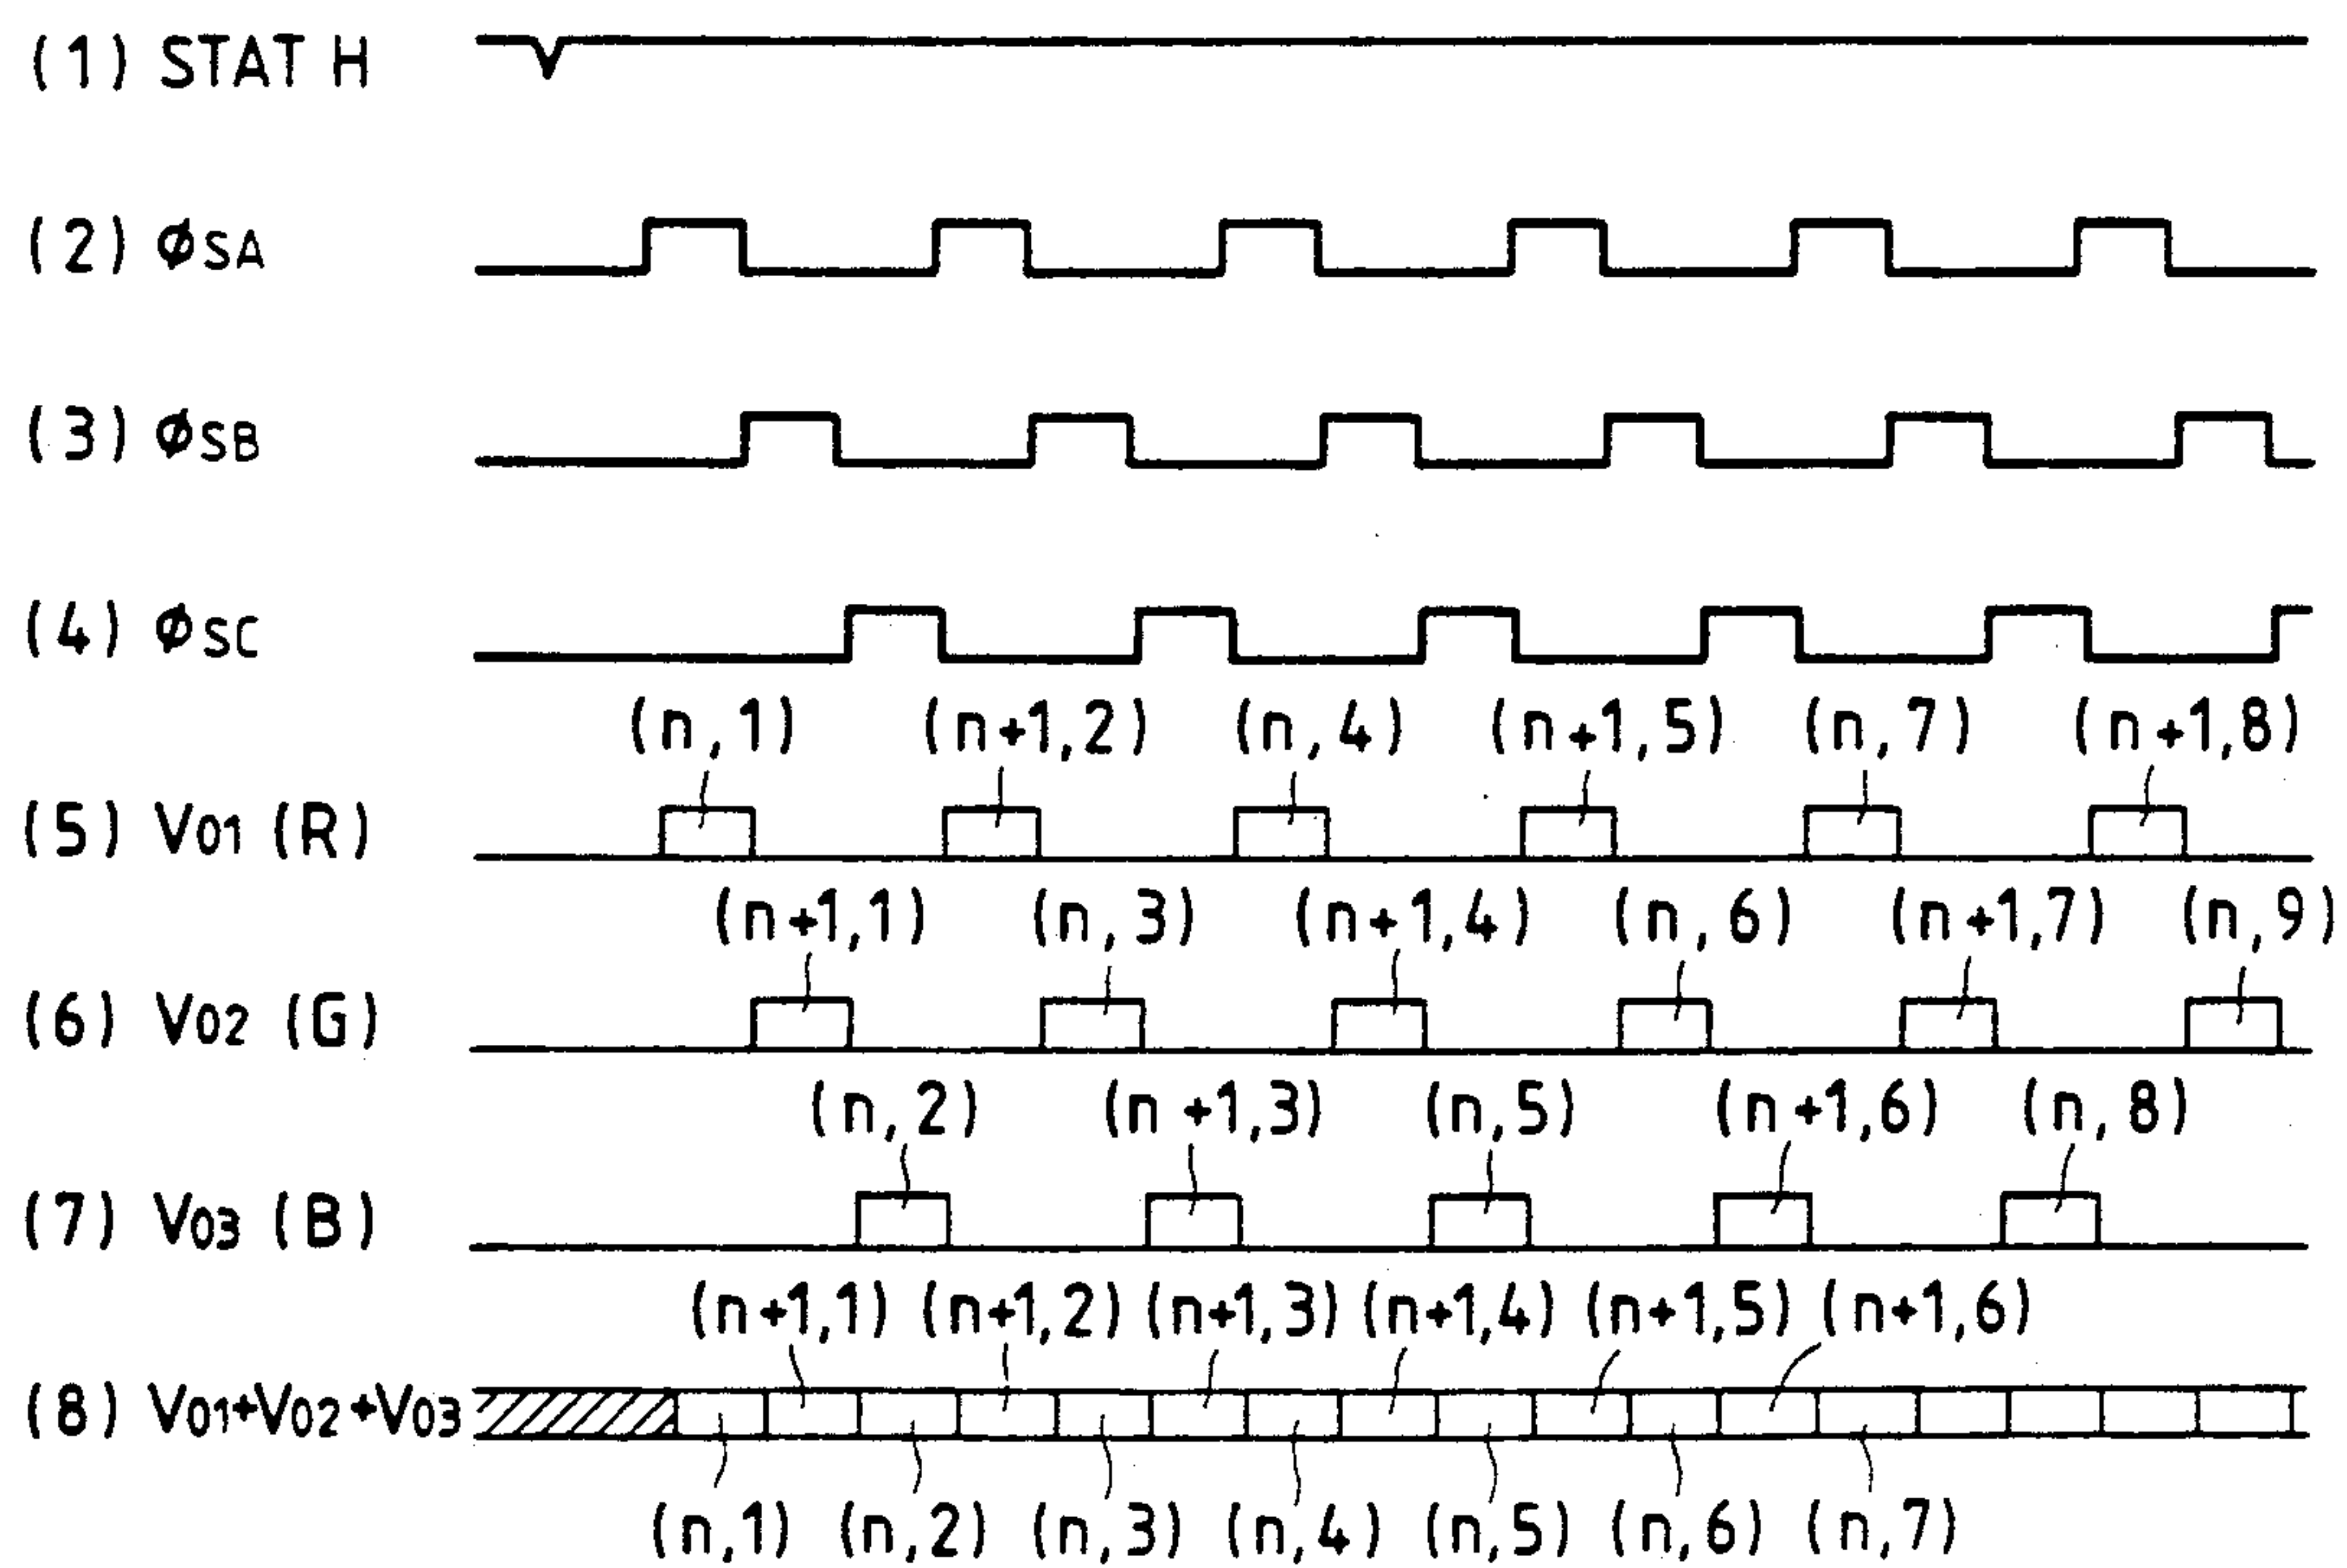 (1) STAT H
(2) ΦSA
(3) ΦSB
(4) ΦSC
(n, 1) (n+1,2) (n, 4) (n+1,5) (n, 7) (n+1,8)
(5) V01 (R)
(n+1,1) (n, 3) (n+1,4) (n, 6) (n+1,7) (n, 9)
(6) V02 (G)
(n, 2) (n+1,3) (n,5) (n+1,6) (n, 8)
(7) V03 (B)
(n+1,1) (n+1,2) (n+1,3) (n+1,4) (n+1,5) (n+1,6)
(8) V01+V02+V03
(n,1) (n,2) (n,3) (n,4) (n,5) (n,6) (n,7)